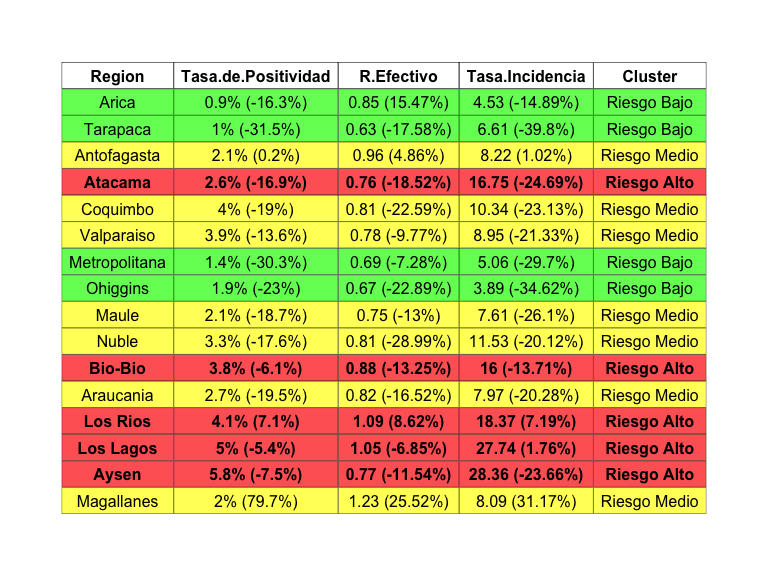 Region Tasa.de.Positividad R.Efectivo Tasa.Incidencia Cluster
Arica 0.9% (-16.3%) 0.85 (15.47%) 4.53 (-14.89%) Riesgo Bajo
Tarapaca 1% (-31.5%) 0.63 (-17.58%) 6.61 (-39.8%) Riesgo Bajo
Antofagasta 2.1% (0.2%) 0.96 (4.86%) 8.22 (1.02%) Riesgo Medio
Atacama 2.6% (-16.9%) 0.76 (-18.52%) 16.75 (-24.69%) Riesgo Alto
Coquimbo 4% (-19%) 0.81 (-22.59%) 10.34 (-23.13%) Riesgo Medio
Valparaiso 3.9% (-13.6%) 0.78 (-9.77%) 8.95 (-21.33%) Riesgo Medio
Metropolitana 1.4% (-30.3%) 0.69 (-7.28%) 5.06 (-29.7%) Riesgo Bajo
Ohiggins 1.9% (-23%) 0.67 (-22.89%) 3.89 (-34.62%) Riesgo Bajo
Maule 2.1% (-18.7%) 0.75 (-13%) 7.61 (-26.1%) Riesgo Medio
Nuble 3.3% (-17.6%) 0.81 (-28.99%) 11.53 (-20.12%) Riesgo Medio
Bio-Bio 3.8% (-6.1%) 0.88 (-13.25%) 16 (-13.71%) Riesgo Alto
Araucania 2.7% (-19.5%) 0.82 (-16.52%) 7.97 (-20.28%) Riesgo Medio
Los Rios 4.1% (7.1%) 1.09 (8.62%) 18.37 (7.19%) Riesgo Alto
Los Lagos 5% (-5.4%) 1.05 (-6.85%) 27.74 (1.76%) Riesgo Alto
Aysen 5.8% (-7.5%) 0.77 (-11.54%) 28.36 (-23.66%) Riesgo Alto
Magallanes 2% (79.7%) 1.23 (25.52%) 8.09 (31.17%) Riesgo Medio